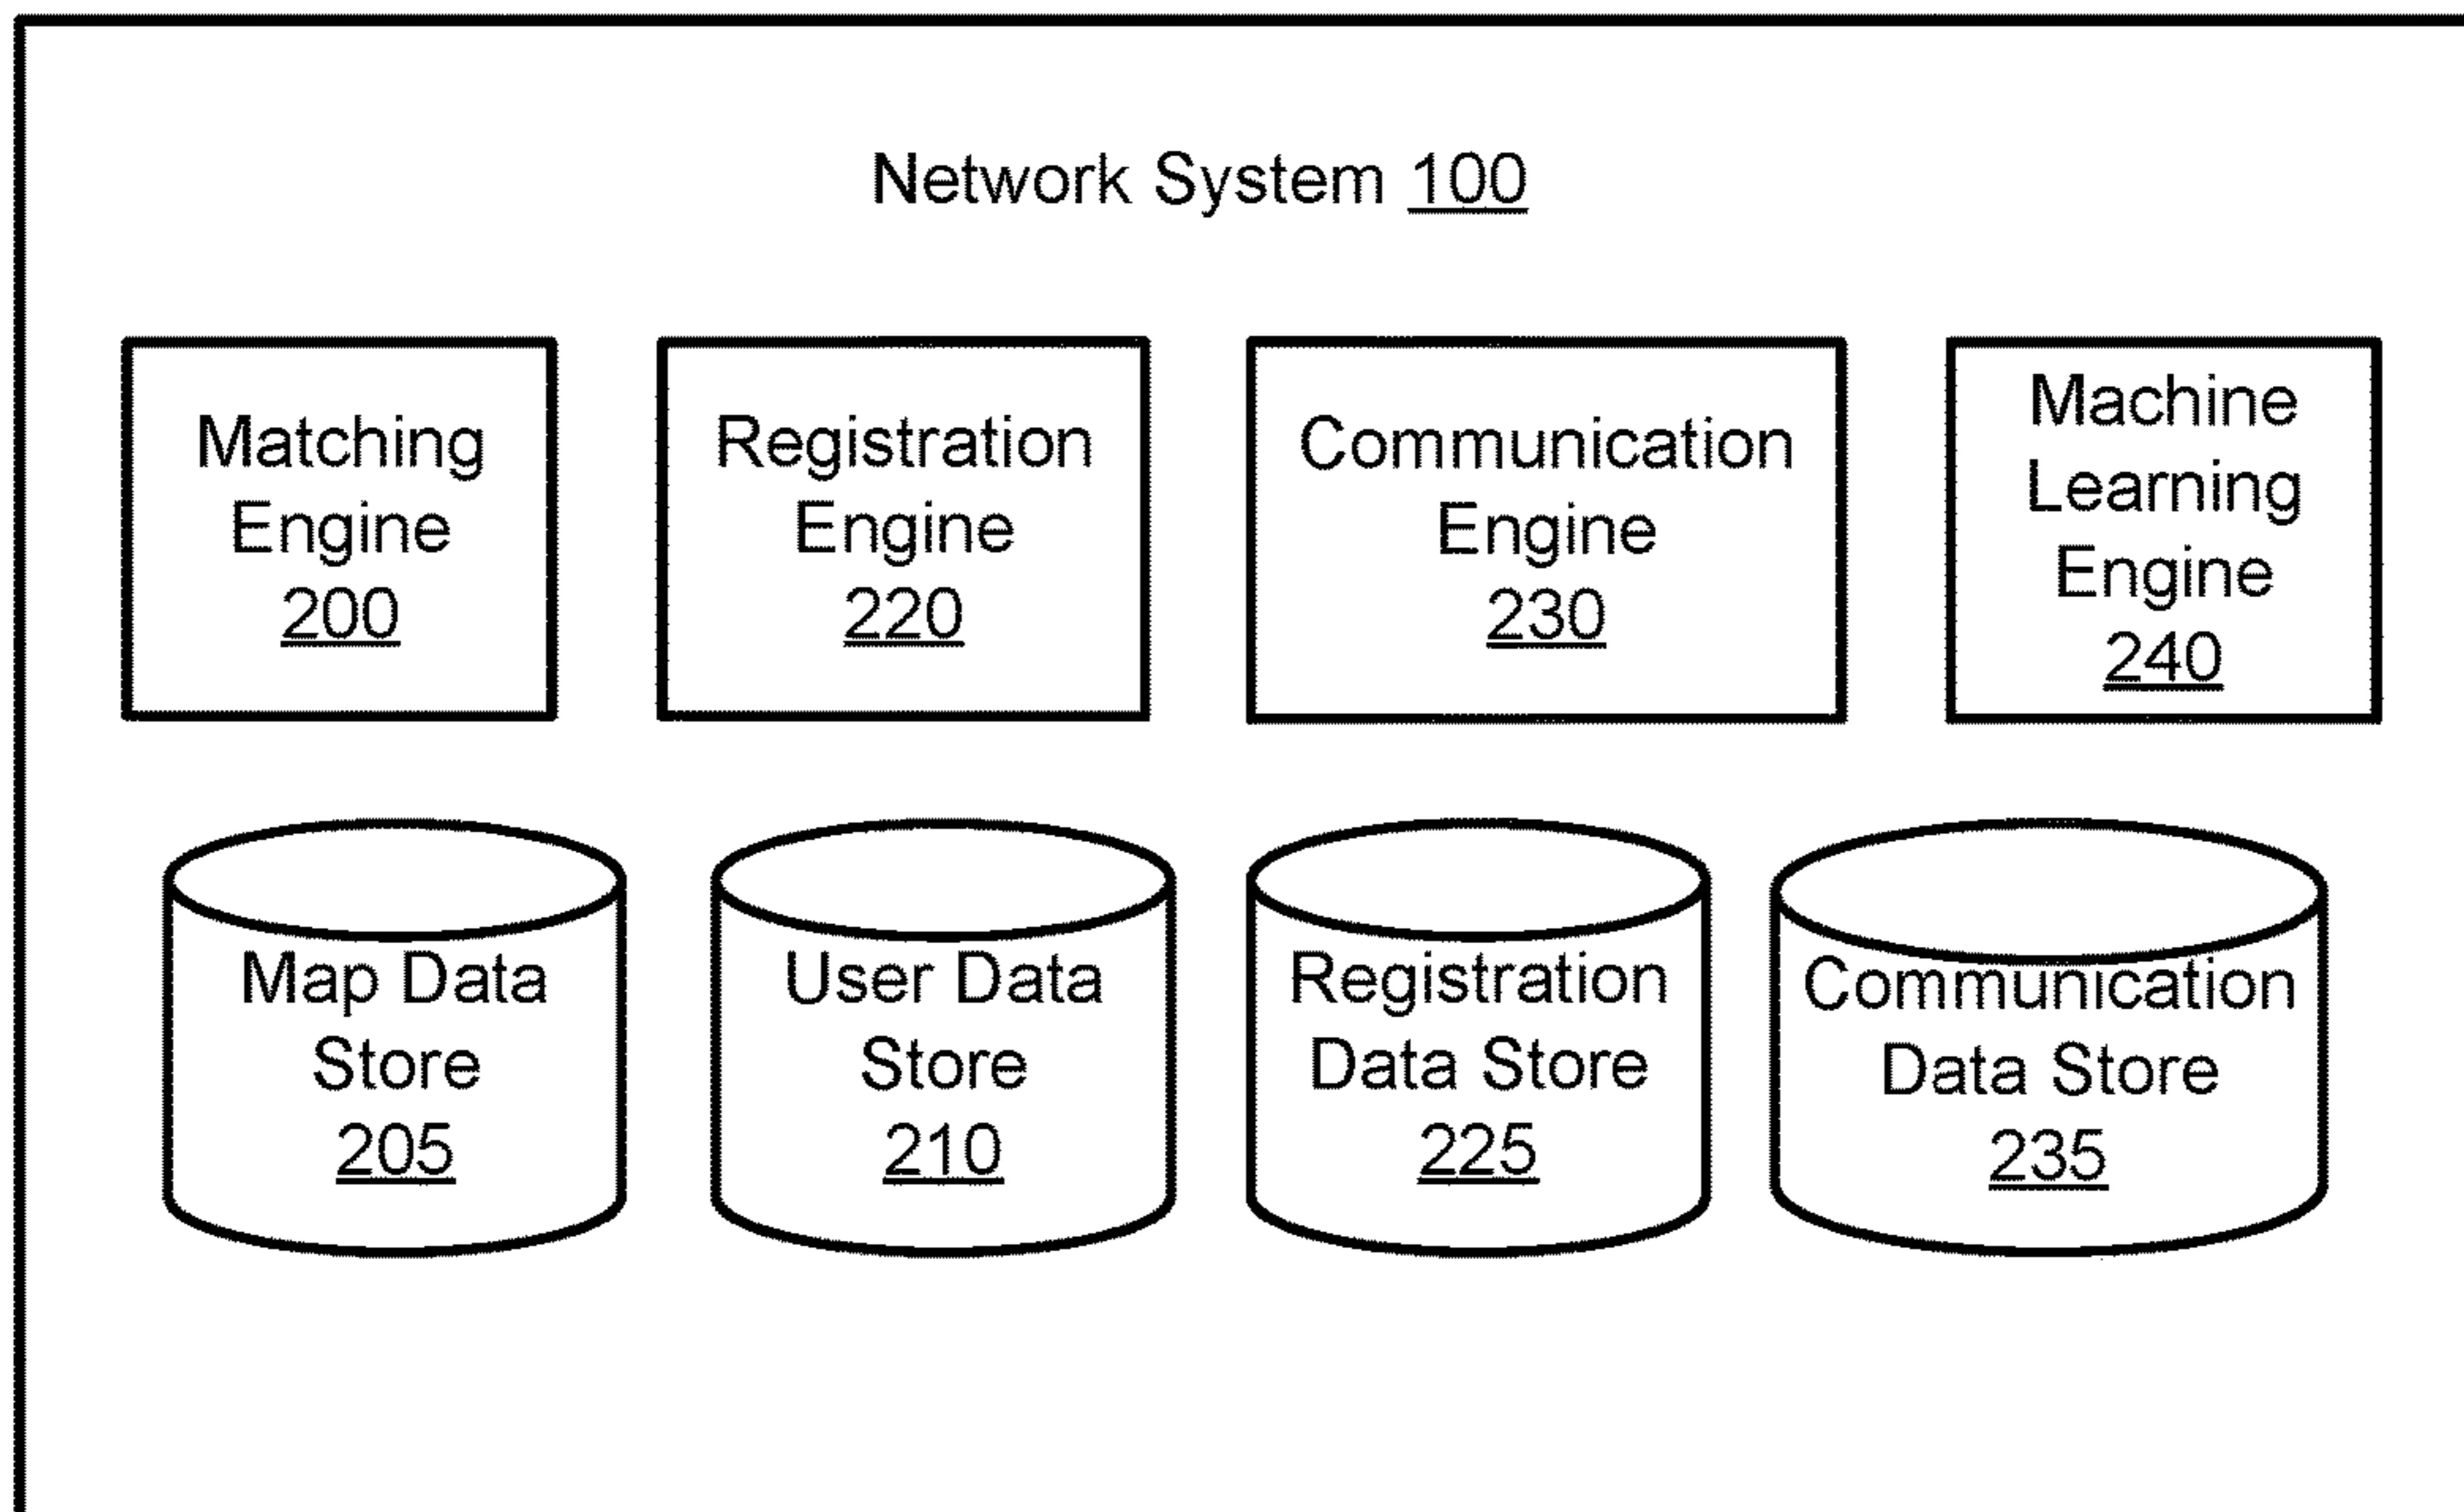 Network System 100
Matching
Engine
200
Registration
Engine
220
Communication
Engine
230
Machine
Learning
Engine
240
Map Data
Store
205
User Data
Store
210
Registration
Data Store
225
Communication
Data Store
235